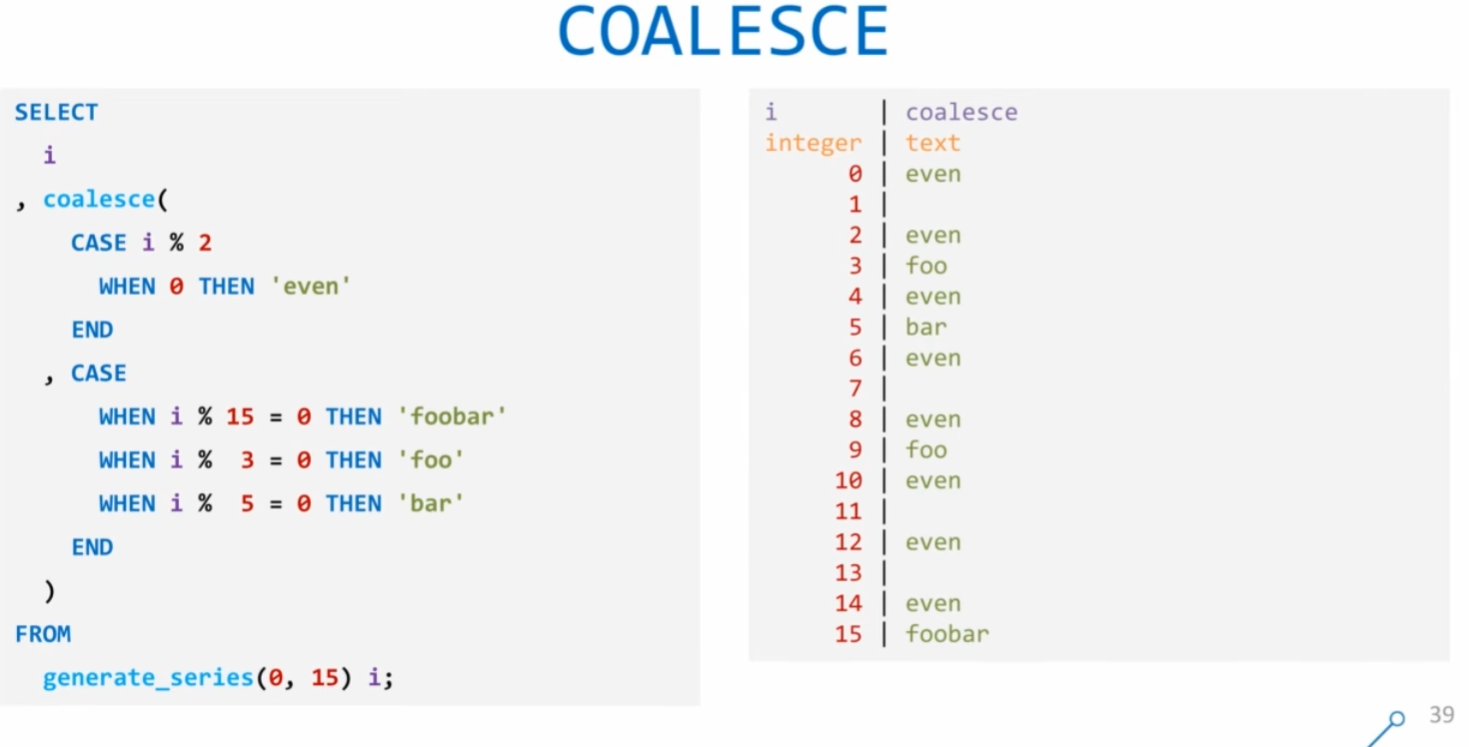 COALESCE
SELECT
i
, coalesce(
CASE i % 2
WHEN 0 THEN 'even'
END
, CASE
WHEN i % 15 = 0 THEN 'foobar'
WHEN i %  3 = 0 THEN 'foo'
WHEN i %  5 = 0 THEN 'bar'
END
)
FROM
generate_series(0, 15) i;
i | coalesce
integer | text
0 | even
1 |
2 | even
3 | foo
4 | even
5 | bar
6 | even
7 |
8 | even
9 | foo
10 | even
11 |
12 | even
13 |
14 | even
15 | foobar
39